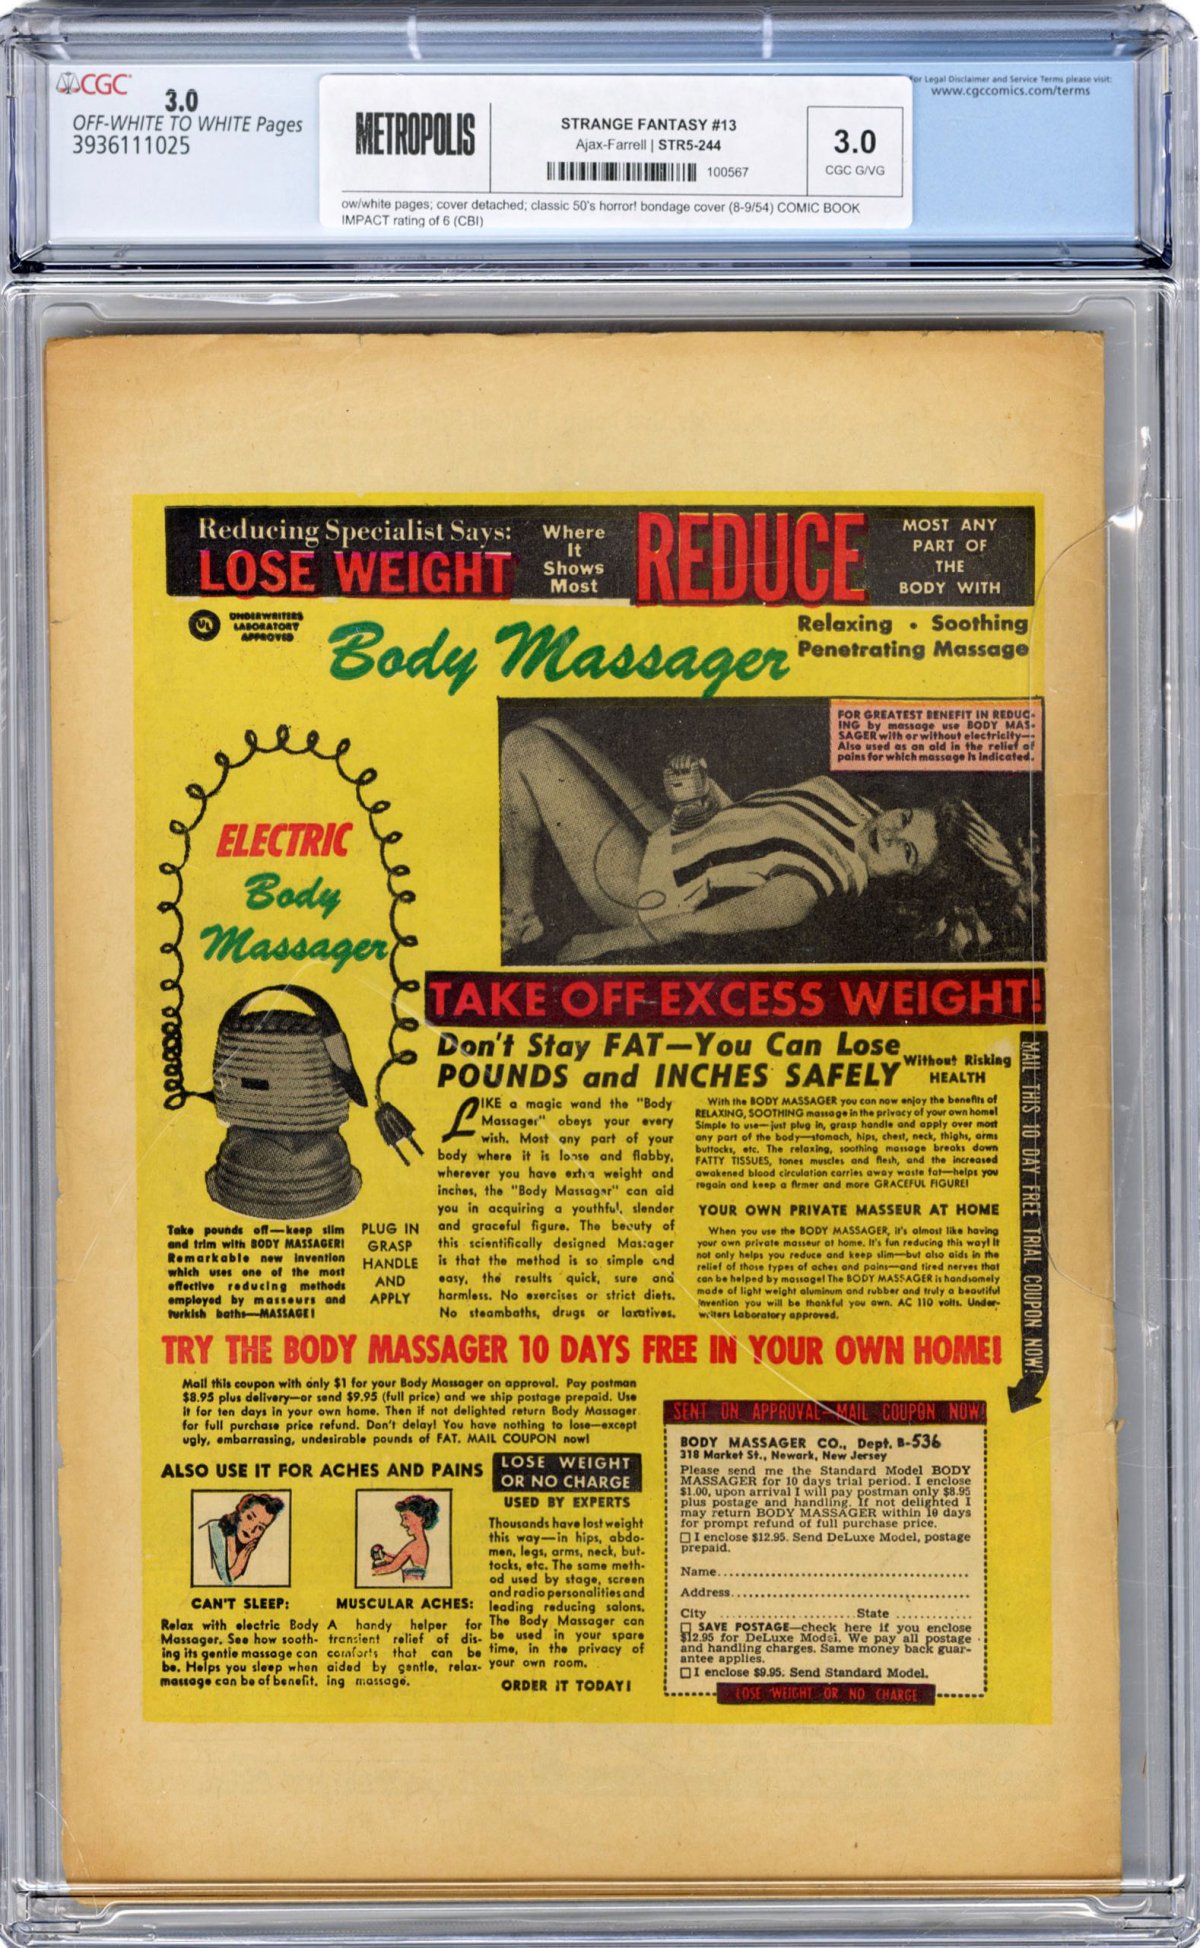 CGC
3.0
OFF-WHITE TO WHITE Pages
3936111025
METROPOLIS
STRANGE FANTASY #13
Ajax-Farrell | STR5-244
100567
3.0
CGC G/VG
ow/white pages; cover detached; classic 50's horror! bondage cover (8-9/54) COMIC BOOK
IMPACT rating of 6 (CBI)
For Legal Disclaimer and Service Terms please visit:
www.cgccomics.com/terms
Reducing Specialist Says:
LOSE WEIGHT
Where
It
Shows
Most
REDUCE
MOST ANY
PART OF
THE
BODY WITH
UL
UNDERWRITERS
LABORATORY
APPROVED
Body Massager
Relaxing • Soothing
Penetrating Massage
FOR GREATEST BENEFIT IN REDUC-
ING by massage use BODY MAS-
SAGER with or without electricity—
Also used as an aid in the relief of
pains for which massage is indicated.
ELECTRIC
Body
Massager
TAKE OFF EXCESS WEIGHT!
Don't Stay FAT—You Can Lose
POUNDS and INCHES SAFELY
Without Risking
HEALTH
LIKE a magic wand the "Body
Massager" obeys your every
wish. Most any part of your
body where it is loose and flabby,
wherever you have extra weight and
inches, the "Body Massager" can aid
you in acquiring a youthful, slender
and graceful figure. The beauty of
this scientifically designed Massager
is that the method is so simple and
easy, the results quick, sure and
harmless. No exercises or strict diets.
No steambaths, drugs or laxatives.
With the BODY MASSAGER you can now enjoy the benefits of
RELAXING, SOOTHING massage in the privacy of your own home!
Simple to use—just plug in, grasp handle and apply over most
any part of the body—stomach, hips, chest, neck, thighs, arms
buttocks, etc. The relaxing, soothing massage breaks down
FATTY TISSUES, tones muscles and flesh, and the increased
awakened blood circulation carries away waste fat—helps you
regain and keep a firmer and more GRACEFUL FIGURE!
YOUR OWN PRIVATE MASSEUR AT HOME
When you use the BODY MASSAGER, it's almost like having
your own private masseur at home. It's fun reducing this way! It
not only helps you reduce and keep slim—but also aids in the
relief of those types of aches and pains—and tired nerves that
can be helped by massage! The BODY MASSAGER is handsomely
made of light weight aluminum and rubber and truly a beautiful
invention you will be thankful you own. AC 110 volts. Under-
writers Laboratory approved.
MAIL THIS 10 DAY FREE TRIAL COUPON NOW!
Take pounds off—keep slim
and trim with BODY MASSAGER!
Remarkable new invention
which uses one of the most
effective reducing methods
employed by masseurs and
turkish baths—MASSAGE!
PLUG IN
GRASP
HANDLE
AND
APPLY
TRY THE BODY MASSAGER 10 DAYS FREE IN YOUR OWN HOME!
Mail this coupon with only $1 for your Body Massager on approval. Pay postman
$8.95 plus delivery—or send $9.95 (full price) and we ship postage prepaid. Use
it for ten days in your own home. Then if not delighted return Body Massager
for full purchase price refund. Don't delay! You have nothing to lose—except
ugly, embarrassing, undesirable pounds of FAT. MAIL COUPON now!
ALSO USE IT FOR ACHES AND PAINS
CAN'T SLEEP:
Relax with electric Body
Massager. See how sooth-
ing its gentle massage can
be. Helps you sleep when
massage can be of benefit.
MUSCULAR ACHES:
A handy helper for
transient relief of dis-
comforts that can be
aided by gentle, relax-
ing massage.
LOSE WEIGHT
OR NO CHARGE
USED BY EXPERTS
Thousands have lost weight
this way—in hips, abdo-
men, legs, arms, neck, but-
tocks, etc. The same meth-
od used by stage, screen
and radio personalities and
leading reducing salons.
The Body Massager can
be used in your spare
time, in the privacy of
your own room.
ORDER IT TODAY!
SENT ON APPROVAL—MAIL COUPON NOW!
BODY MASSAGER CO., Dept. B-536
318 Market St., Newark, New Jersey
Please send me the Standard Model BODY
MASSAGER for 10 days trial period. I enclose
$1.00, upon arrival I will pay postman only $8.95
plus postage and handling. If not delighted I
may return BODY MASSAGER within 10 days
for prompt refund of full purchase price.
☐ I enclose $12.95. Send DeLuxe Model, postage
prepaid.
Name
Address
City State
☐ SAVE POSTAGE—check here if you enclose
$12.95 for DeLuxe Model. We pay all postage
and handling charges. Same money back guar-
antee applies.
☐ I enclose $9.95. Send Standard Model.
LOSE WEIGHT OR NO CHARGE